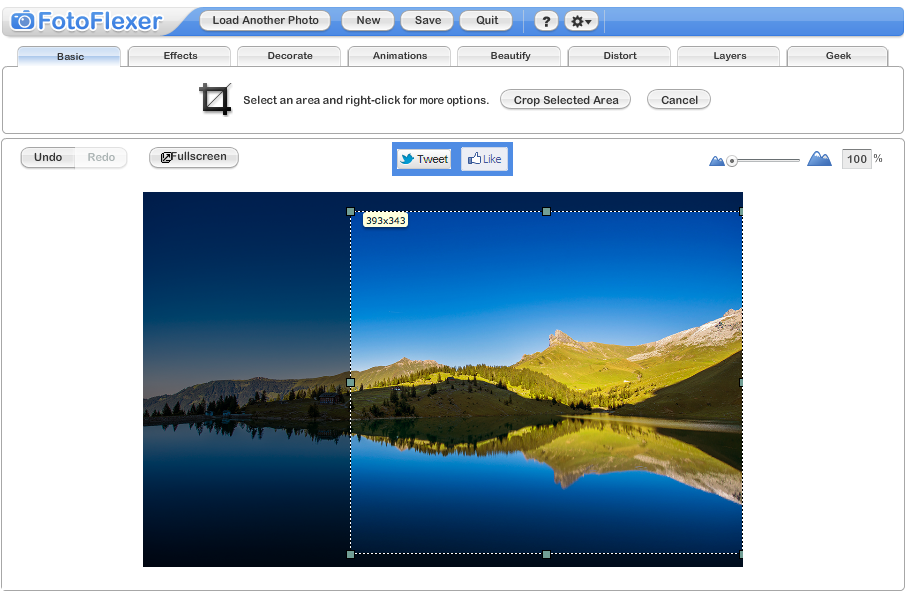 FotoFlexer Load Another Photo New Save Quit ?
Basic Effects Decorate Animations Beautify Distort Layers Geek
Select an area and right-click for more options. Crop Selected Area Cancel
Undo Redo Fullscreen Tweet Like 100 %
393x343